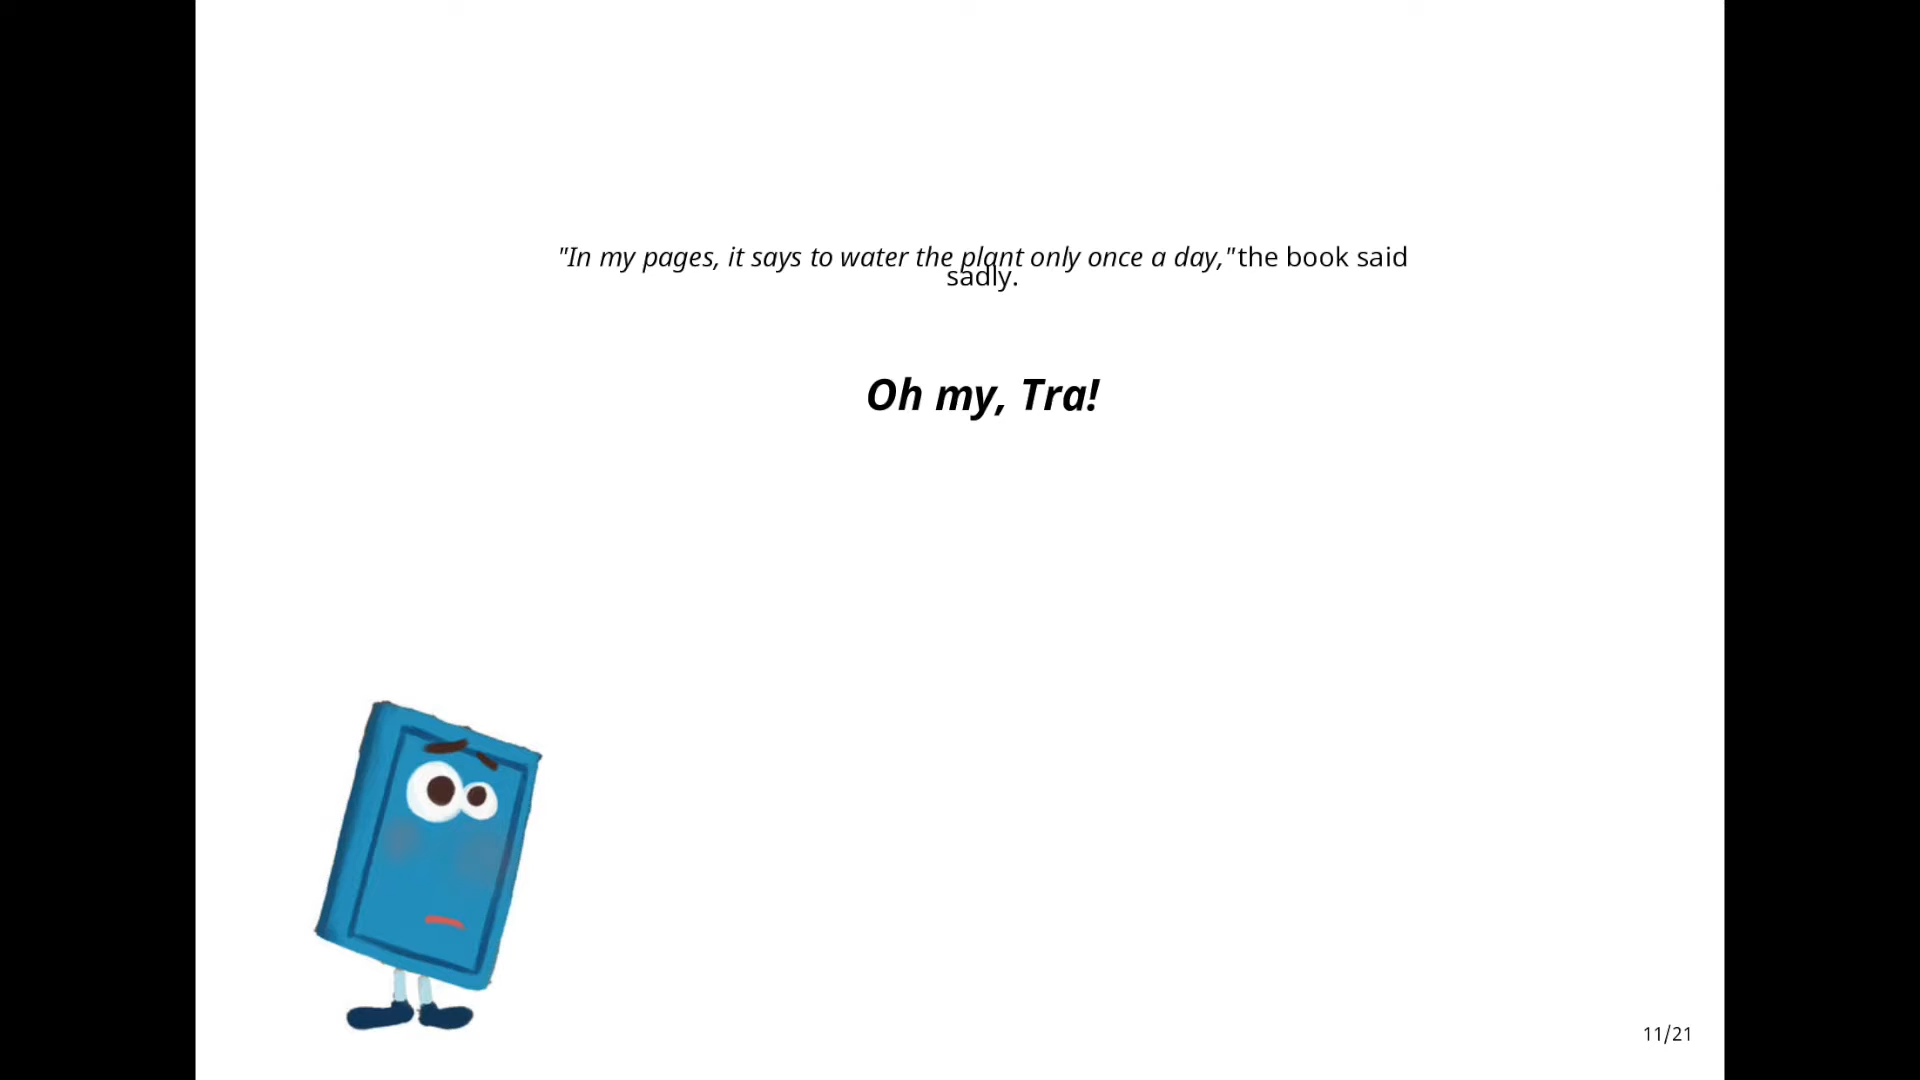 "In my pages, it says to water the plant only once a day," the book said
sadly.
Oh my, Tra!
11/21